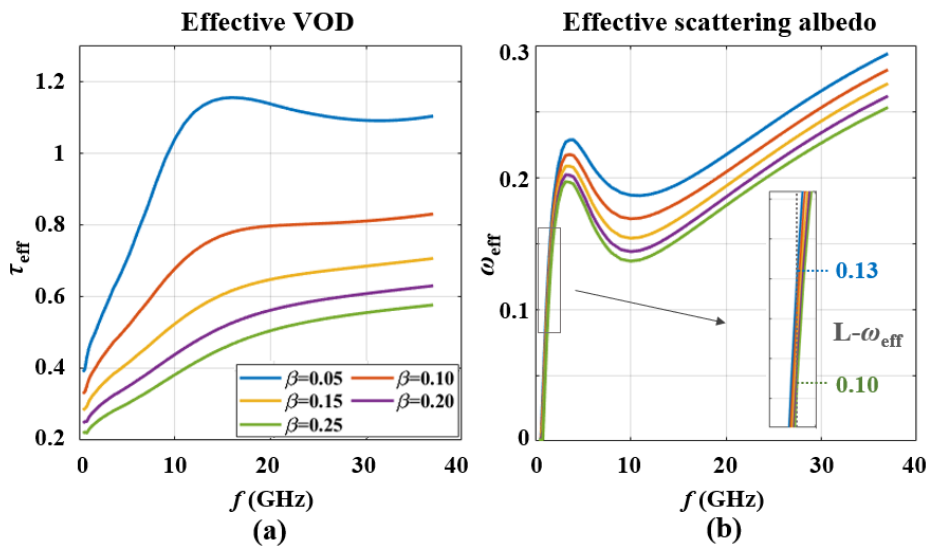 Effective VOD
1.2
1
0.8
0.6
0.4
0.2
τeff
β=0.05 β=0.10
β=0.15 β=0.20
β=0.25
0 10 20 30 40
f (GHz)
(a)
Effective scattering albedo
0.3
0.2
0.1
0
ωeff
0.13
L-ωeff
0.10
0 10 20 30 40
f (GHz)
(b)